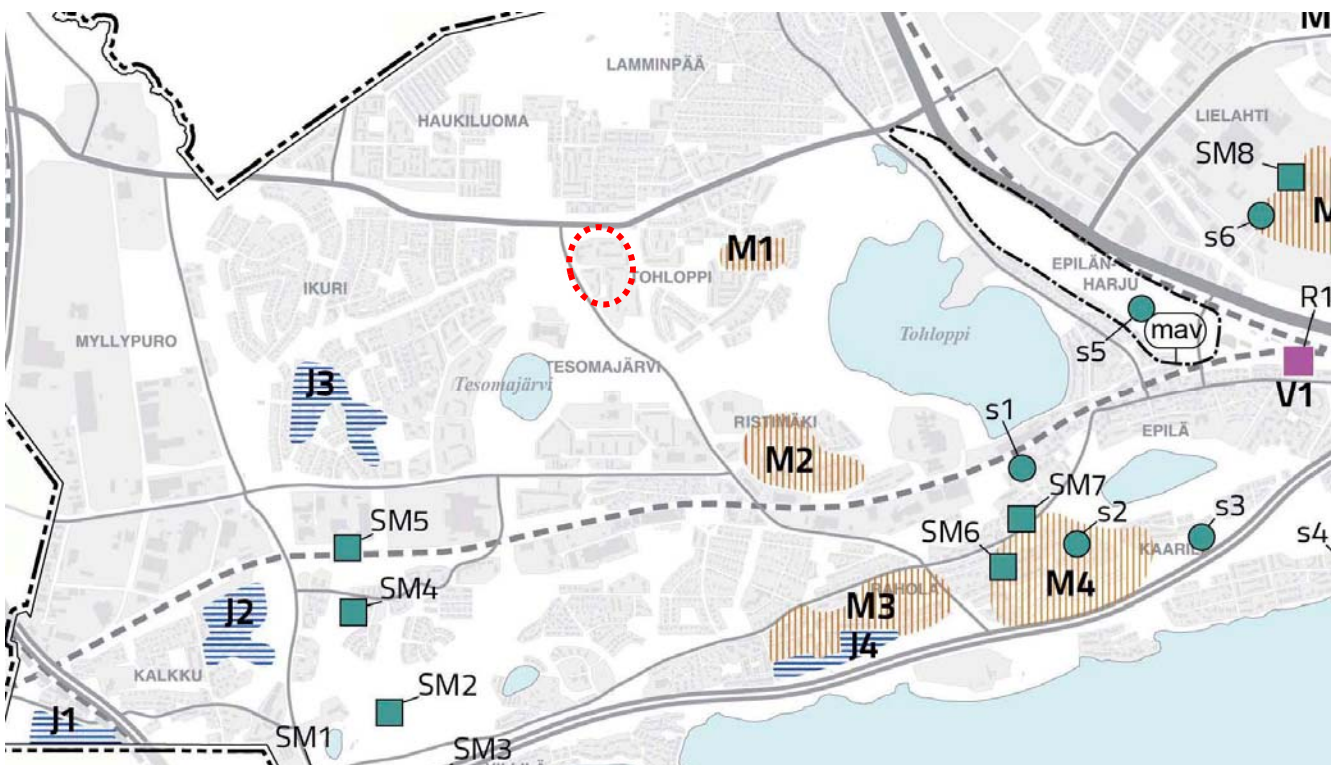 M
LAMMINPÄÄ
HAUKILUOMA
LIELAHTI
SM8
M
s6
M1
EPILÄN-
HARJU
TOHLOPPI
IKURI
R1
mav
s5
Tohloppi
MYLLYPURO
TESOMAJÄRVI
J3
Tesomajärvi
V1
RISTIMÄKI
EPILÄ
s1
M2
SM7
SM5
s2
s3
s4
SM6
KAARILA
M4
SM4
M3
J2
J4
KALKKU
SM2
J1
SM1
SM3